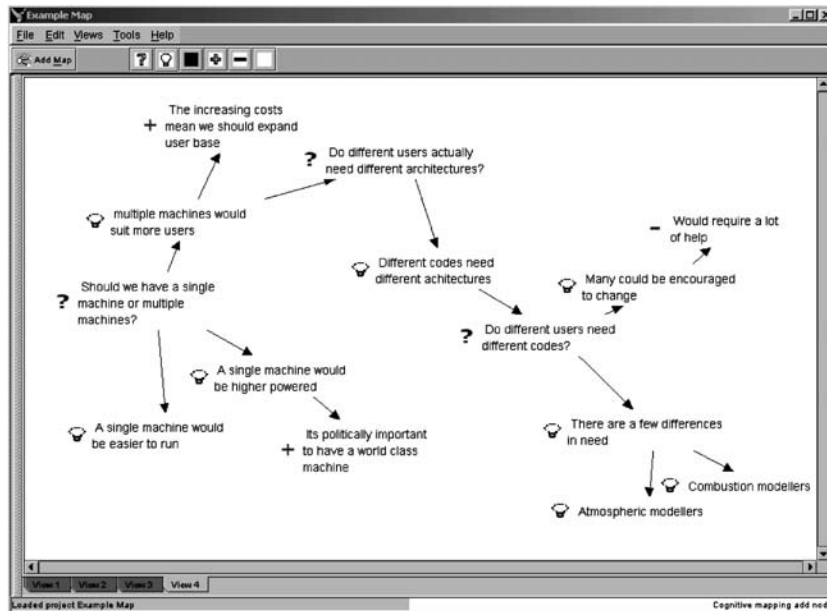 Example Map
File Edit Views Tools Help
Add Map
? + −
The increasing costs
+ mean we should expand
user base
? Do different users actually
need different architectures?
multiple machines would
suit more users
− Would require a lot
of help
Different codes need
different achitectures
Many could be encouraged
to change
Should we have a single
? machine or multiple
machines?
? Do different users need
different codes?
A single machine would
be higher powered
A single machine would
be easier to run
Its politically important
+ to have a world class
machine
There are a few differences
in need
Combustion modellers
Atmospheric modellers
View 1 View 2 View 3 View 4
Loaded project Example Map
Cognitive mapping add nod